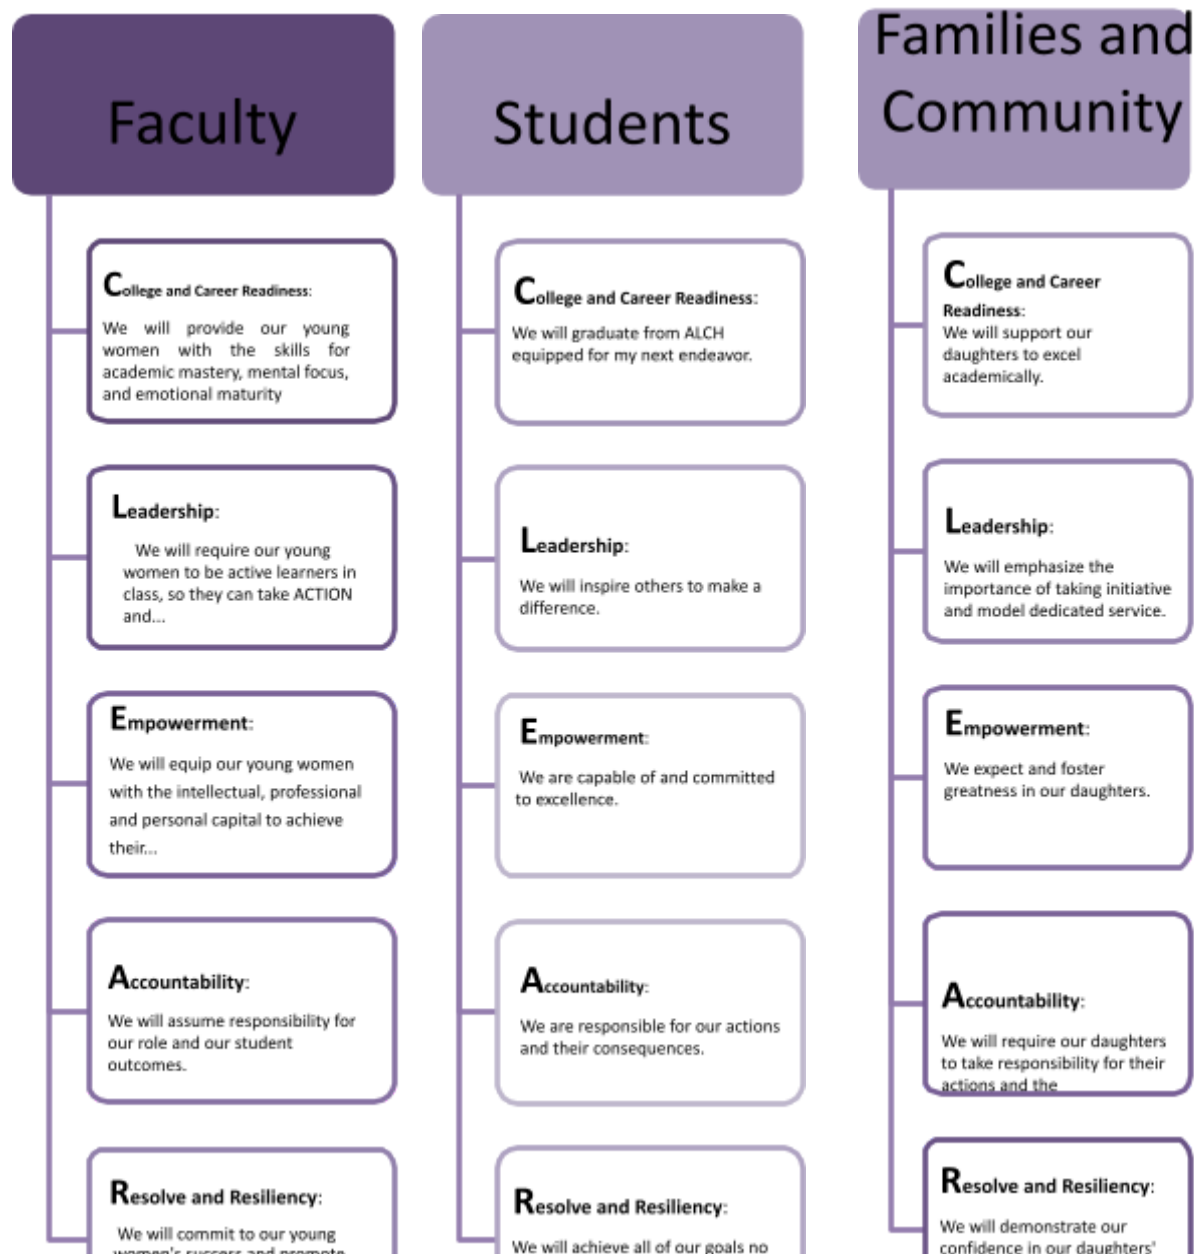 Faculty
College and Career Readiness:
We will provide our young
women with the skills for
academic mastery, mental focus,
and emotional maturity
Leadership:
We will require our young
women to be active learners in
class, so they can take ACTION
and...
Empowerment:
We will equip our young women
with the intellectual, professional
and personal capital to achieve
their...
Accountability:
We will assume responsibility for
our role and our student
outcomes.
Resolve and Resiliency:
We will commit to our young
women's success and promote
Students
College and Career Readiness:
We will graduate from ALCH
equipped for my next endeavor.
Leadership:
We will inspire others to make a
difference.
Empowerment:
We are capable of and committed
to excellence.
Accountability:
We are responsible for our actions
and their consequences.
Resolve and Resiliency:
We will achieve all of our goals no
Families and
Community
College and Career
Readiness:
We will support our
daughters to excel
academically.
Leadership:
We will emphasize the
importance of taking initiative
and model dedicated service.
Empowerment:
We expect and foster
greatness in our daughters.
Accountability:
We will require our daughters
to take responsibility for their
actions and the
Resolve and Resiliency:
We will demonstrate our
confidence in our daughters'